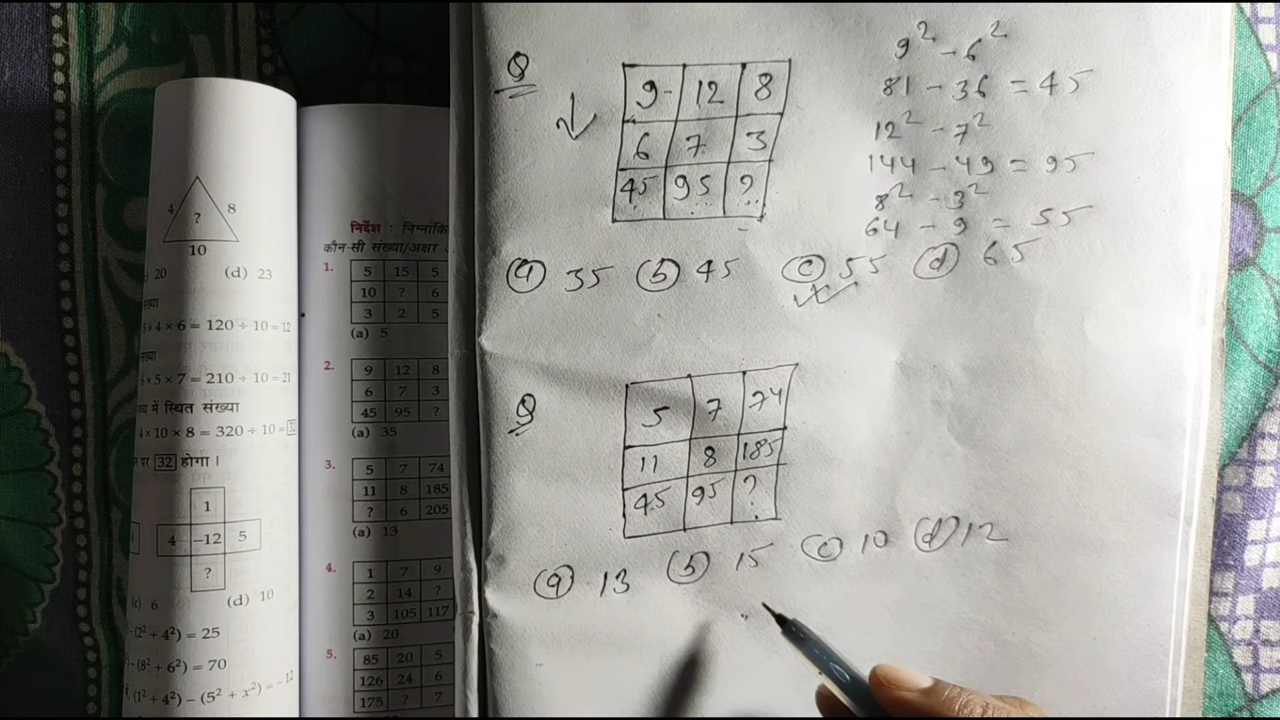 4 ? 8
10
20 (d) 23
5 × 4 × 6 = 120 ÷ 10 = 12
6 × 5 × 7 = 210 ÷ 10 = 21
में स्थित संख्या
4 × 10 × 8 = 320 ÷ 10 = 32
पर 32 होगा।
1
4 -12 5
?
(c) 6 (d) 10
-(2² + 4²) = 25
-(8² + 6²) = 70
(1² + 4²) - (5² + x²) = -12
निर्देश : निम्नांकि
कौन-सी संख्या/अक्षर
1.
5 15 5
10 ? 6
3 2 5
(a) 5
2.
9 12 8
6 7 3
45 95 ?
(a) 35
3.
5 7 74
11 8 185
? 6 205
(a) 13
4.
1 7 9
2 14 ?
3 105 117
(a) 20
5.
85 20 5
126 24 6
175 ? 7
Q
9 12 8
6 7 3
45 95 ?
9² - 6²
81 - 36 = 45
12² - 7²
144 - 49 = 95
8² - 3²
64 - 9 = 55
(a) 35 (b) 45 (c) 55 (d) 65
Q
5 7 74
11 8 185
45 95 ?
(a) 13 (b) 15 (c) 10 (d) 12